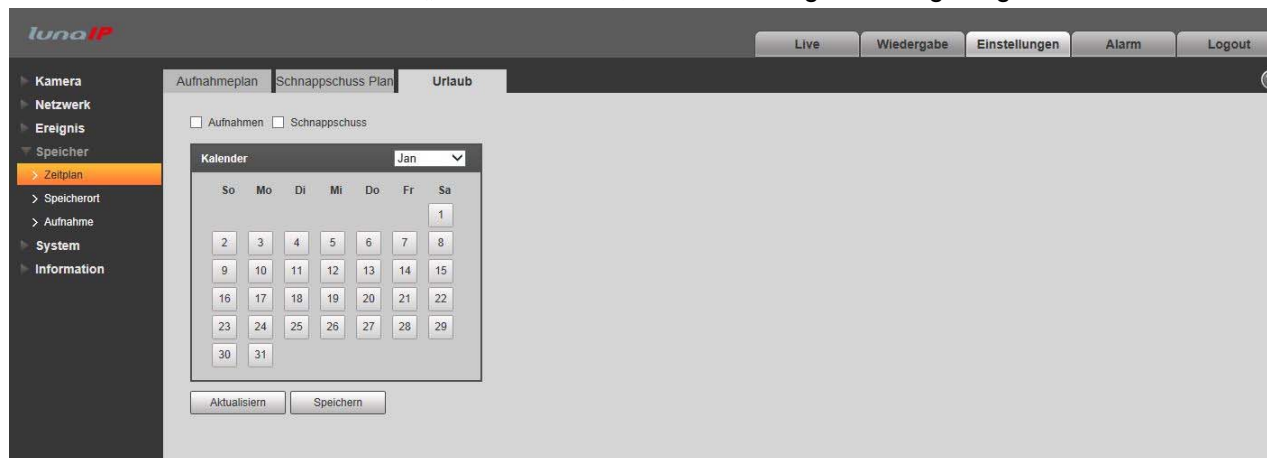 lunaIP
Live Wiedergabe Einstellungen Alarm Logout
Kamera
Netzwerk
Ereignis
Speicher
> Zeitplan
> Speicherort
> Aufnahme
System
Information
Aufnahmeplan Schnappschuss Plan Urlaub
Aufnahmen Schnappschuss
Kalender Jan
So Mo Di Mi Do Fr Sa
1
2 3 4 5 6 7 8
9 10 11 12 13 14 15
16 17 18 19 20 21 22
23 24 25 26 27 28 29
30 31
Aktualisiern Speichern